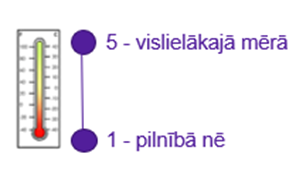 5 - vislielākajā mērā
1 - pilnībā nē